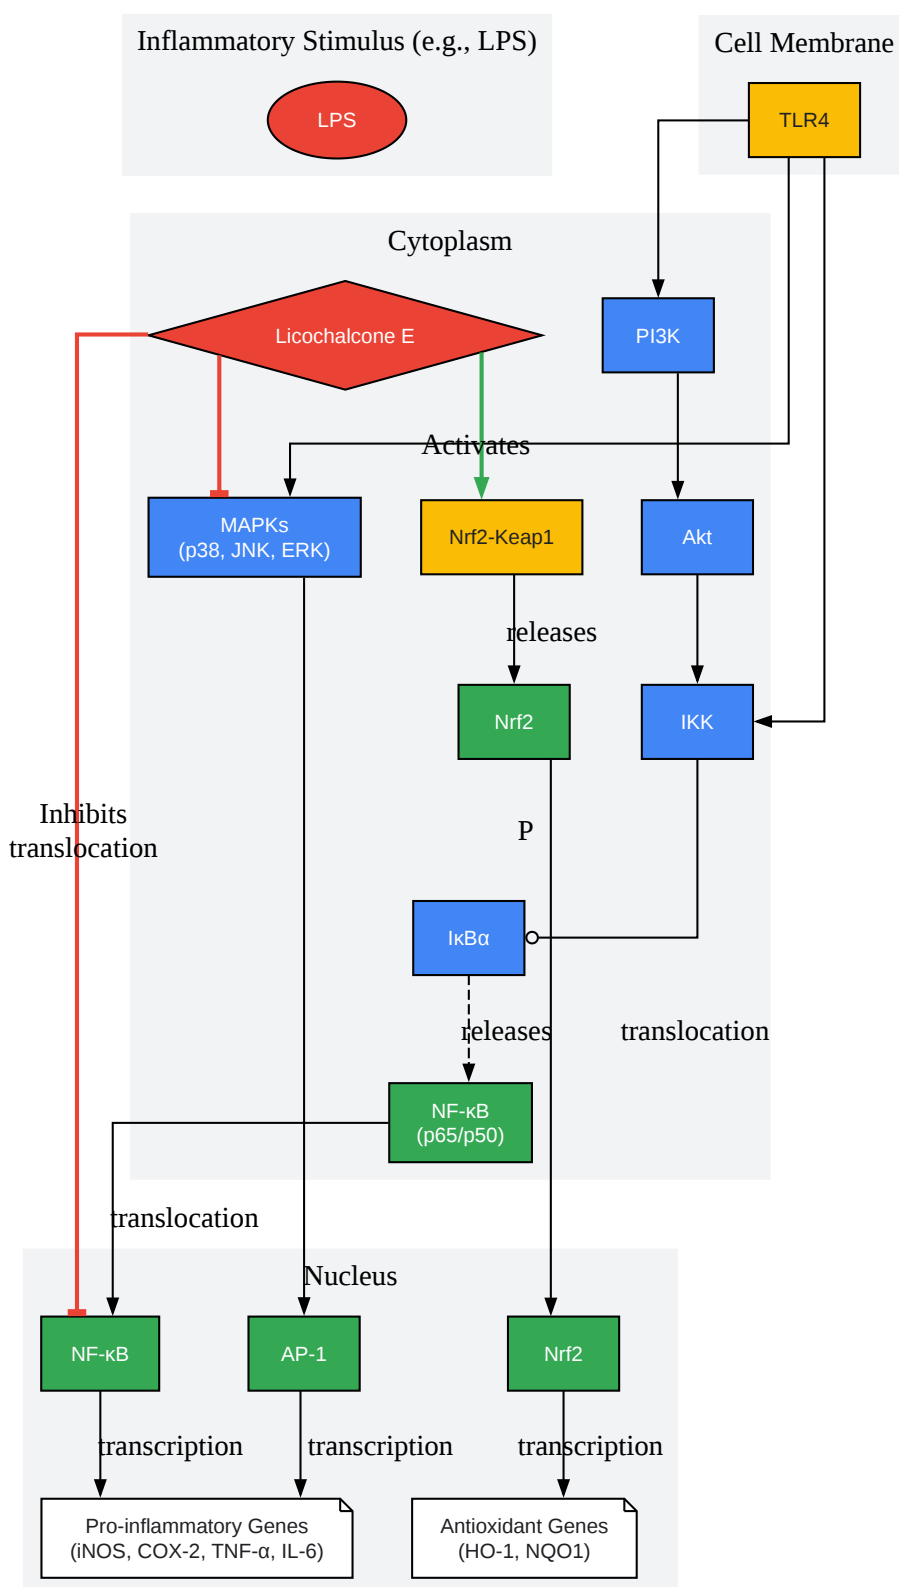 Inflammatory Stimulus (e.g., LPS)
Cell Membrane
LPS
TLR4
Cytoplasm
Licochalcone E
PI3K
Activates
MAPKs
(p38, JNK, ERK)
Nrf2-Keap1
Akt
releases
Nrf2
IKK
Inhibits
translocation
P
IκBα
releases
translocation
NF-κB
(p65/p50)
translocation
Nucleus
NF-κB
AP-1
Nrf2
transcription
transcription
transcription
Pro-inflammatory Genes
(iNOS, COX-2, TNF-α, IL-6)
Antioxidant Genes
(HO-1, NQO1)